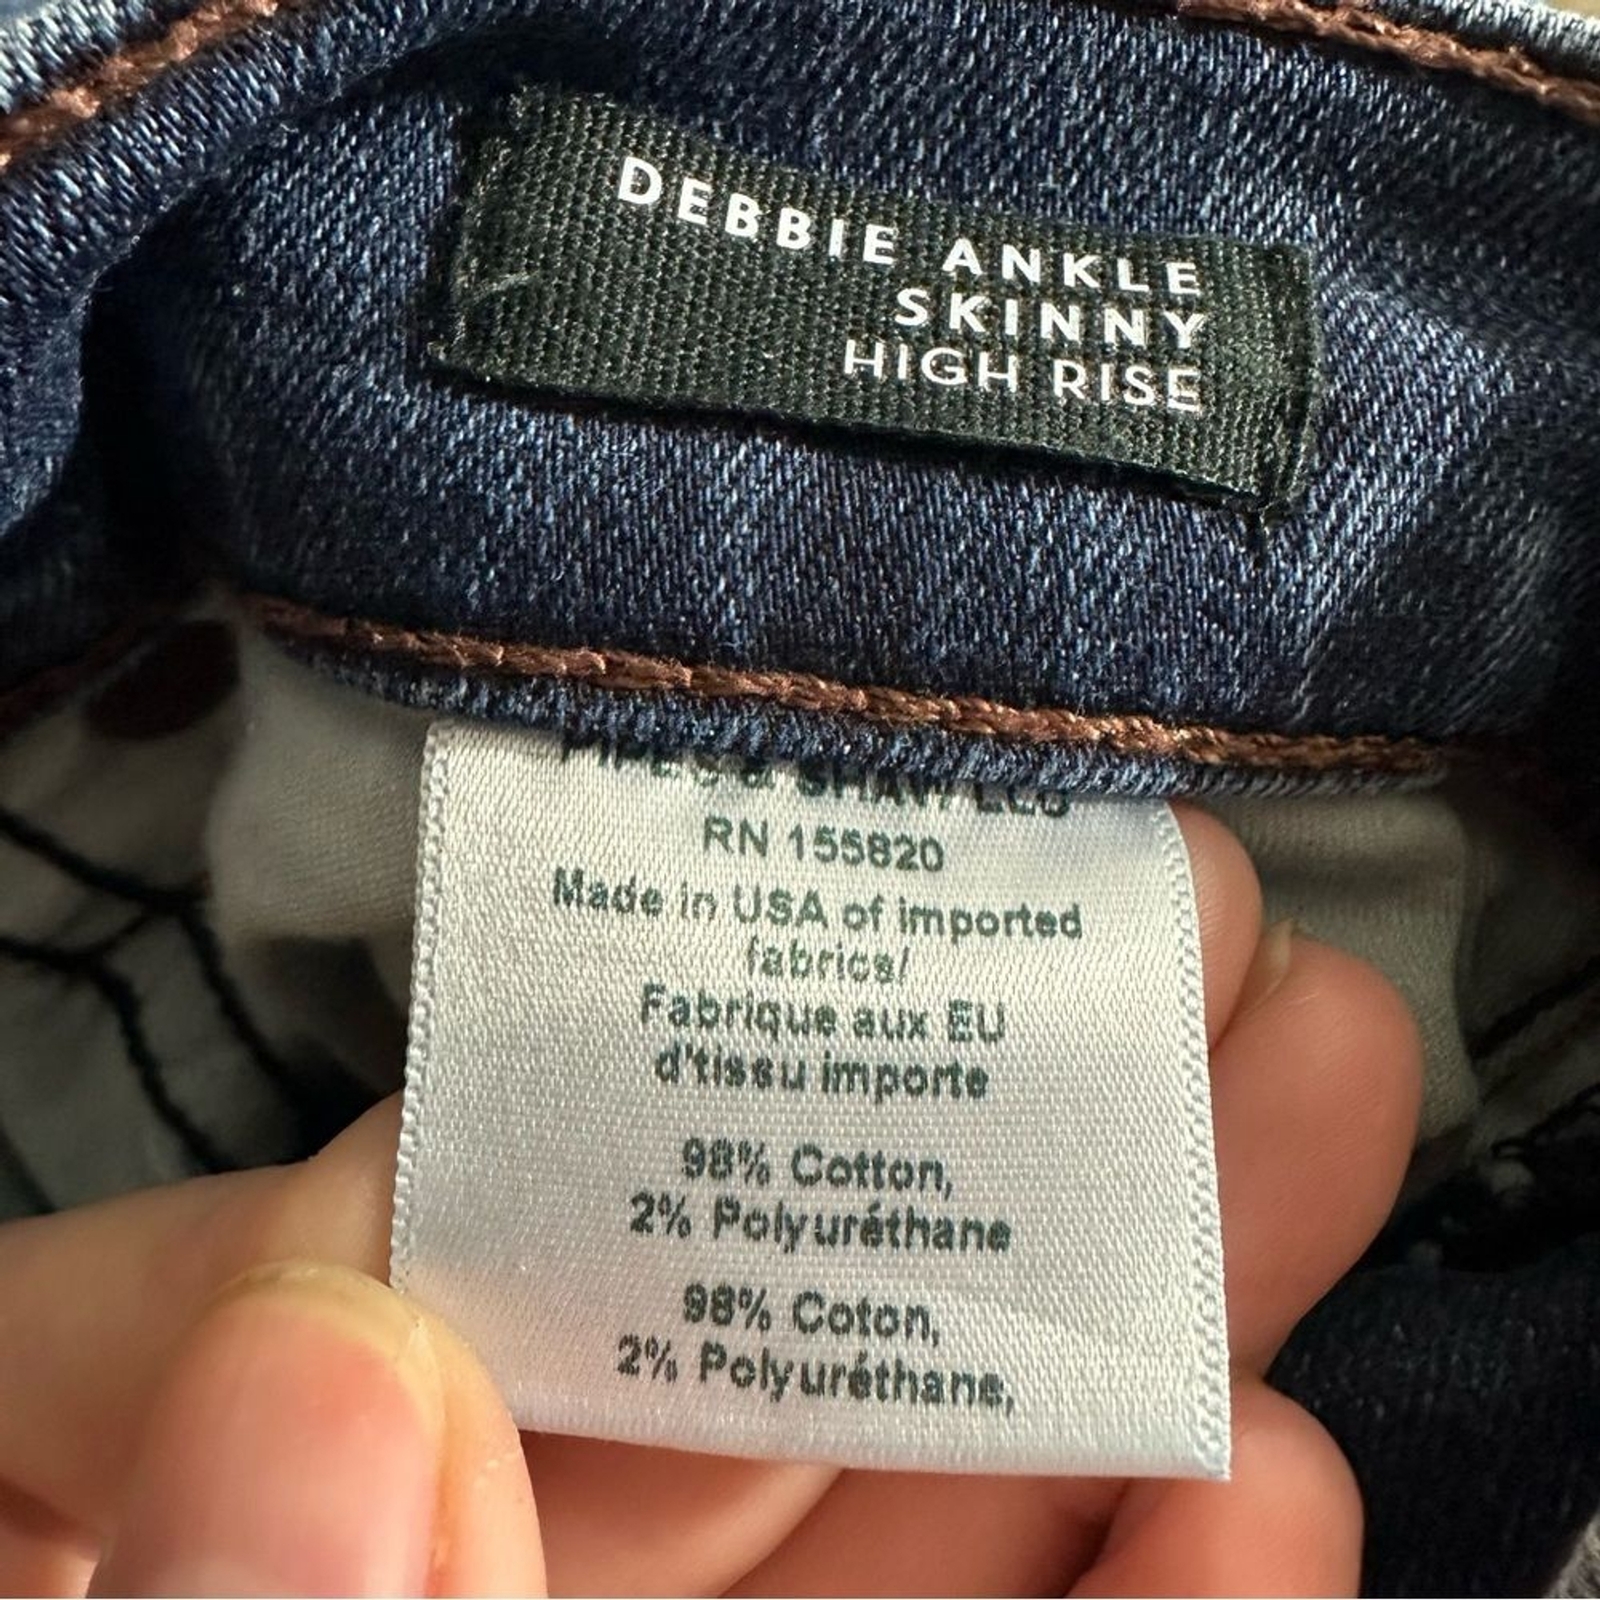 DEBBIE ANKLE
SKINNY
HIGH RISE
RN 155820
Made in USA of imported
fabrics/
Fabrique aux EU
d'tissu importe
98% Cotton,
2% Polyuréthane
98% Coton,
2% Polyuréthane,